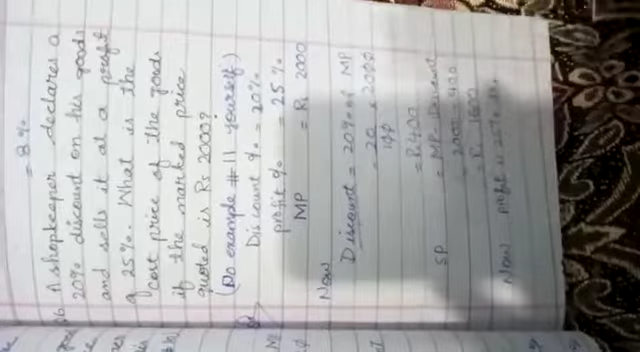 = 8%
A shopkeeper declares a
20% discount on his goods
and sells it at a profit
of 25%. What is the
cost price of the goods
if the marked price
quoted is Rs 2000?
(Do example #11 yourself)
Discount % = 20%
profit % = 25%
MP = Rs 2000
Now
Discount = 20% of MP
= 20/100 × 2000
= Rs 400
SP = MP - Discount
= 2000 - 400
= Rs 1600
Now profit = 25%